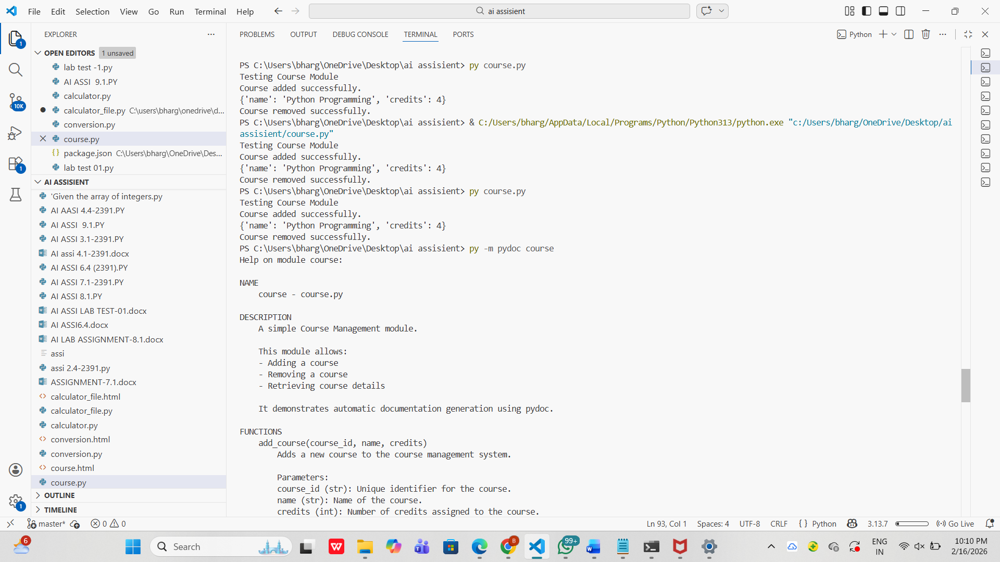 File Edit Selection View Go Run Terminal Help
ai assisient
EXPLORER
OPEN EDITORS 1 unsaved
lab test -1.py
AI ASSI 9.1.PY
calculator.py
calculator_file.py C:\users\bharg\onedrive\d...
conversion.py
course.py
package.json C:\Users\bharg\OneDrive\Des...
lab test 01.py
AI ASSISIENT
'Given the array of integers.py
AI AASI 4.4-2391.PY
AI ASSI 9.1.PY
AI ASSI 3.1-2391.PY
AI assi 4.1-2391.docx
AI ASSI 6.4 (2391).PY
AI ASSI 7.1-2391.PY
AI ASSI 8.1.PY
AI ASSI LAB TEST-01.docx
AI ASSI6.4.docx
AI LAB ASSIGNMENT-8.1.docx
assi
assi 2.4-2391.py
ASSIGNMENT-7.1.docx
calculator_file.html
calculator_file.py
calculator.py
conversion.html
conversion.py
course.html
course.py
OUTLINE
TIMELINE
1
10K
1
1
PROBLEMS OUTPUT DEBUG CONSOLE TERMINAL PORTS
Python
PS C:\Users\bharg\OneDrive\Desktop\ai assisient> py course.py
Testing Course Module
Course added successfully.
{'name': 'Python Programming', 'credits': 4}
Course removed successfully.
PS C:\Users\bharg\OneDrive\Desktop\ai assisient> & C:/Users/bharg/AppData/Local/Programs/Python/Python313/python.exe "c:/Users/bharg/OneDrive/Desktop/ai
assisient/course.py"
Testing Course Module
Course added successfully.
{'name': 'Python Programming', 'credits': 4}
Course removed successfully.
PS C:\Users\bharg\OneDrive\Desktop\ai assisient> py course.py
Testing Course Module
Course added successfully.
{'name': 'Python Programming', 'credits': 4}
Course removed successfully.
PS C:\Users\bharg\OneDrive\Desktop\ai assisient> py -m pydoc course
Help on module course:
NAME
course - course.py
DESCRIPTION
A simple Course Management module.
This module allows:
- Adding a course
- Removing a course
- Retrieving course details
It demonstrates automatic documentation generation using pydoc.
FUNCTIONS
add_course(course_id, name, credits)
Adds a new course to the course management system.
Parameters:
course_id (str): Unique identifier for the course.
name (str): Name of the course.
credits (int): Number of credits assigned to the course.
master* 0 0
Ln 93, Col 1 Spaces: 4 UTF-8 CRLF { } Python 3.13.7 Go Live
6
Search
B
99+
ENG
IN
10:10 PM
2/16/2026